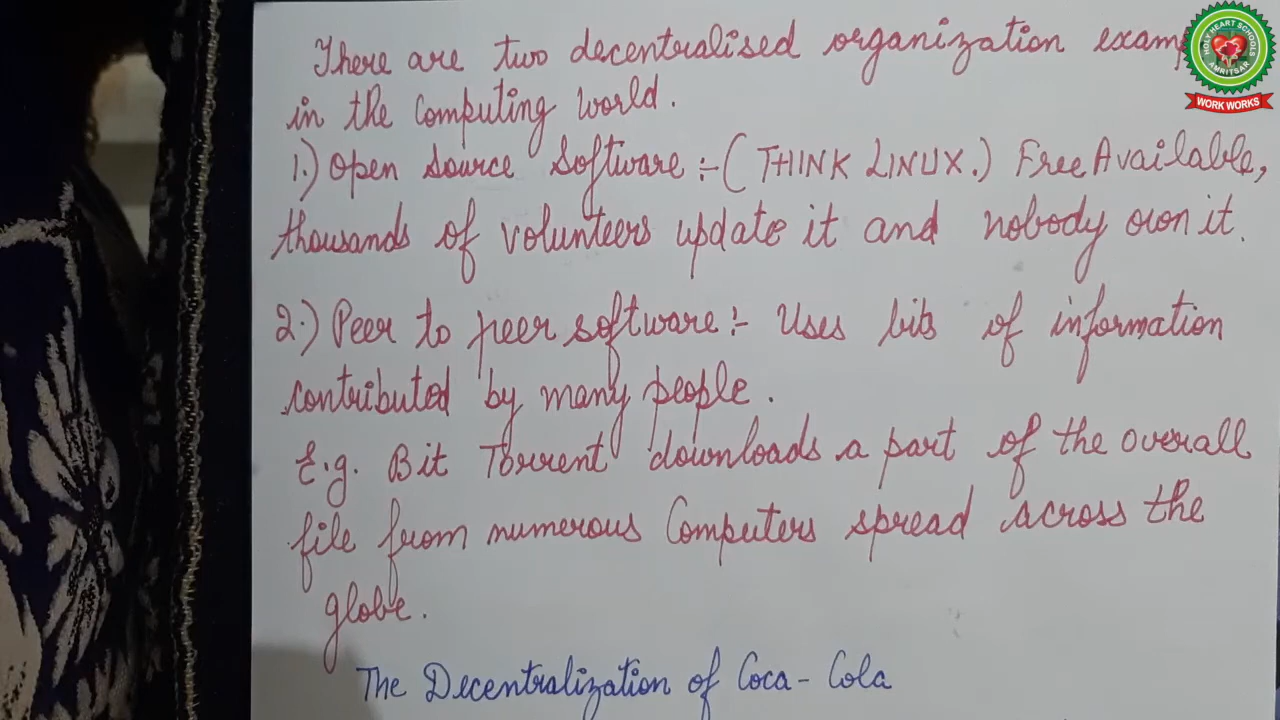 There are two decentralised organization exam
in the Computing World.
1.) Open Source Software :- (THINK LINUX.) Free Available,
thousands of volunteers update it and nobody own it.
2.) Peer to peer software :- Uses bits of information
contributed by many people.
E.g. Bit Torrent downloads a part of the overall
file from numerous Computers spread across the
globe.
The Decentralization of Coca-Cola
HOLY HEART SCHOOLS
AMRITSAR
WORK WORKS